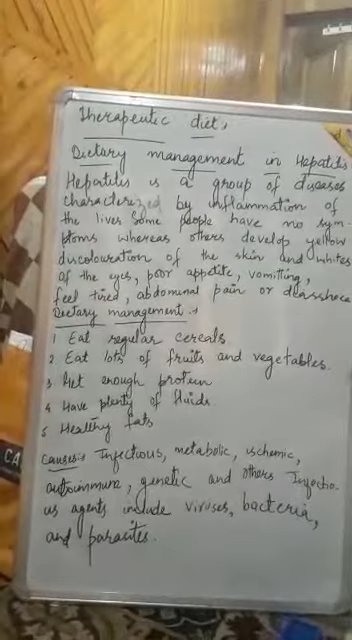 Therapeutic diet,
Dietary management in Hepatitis
Hepatitis is a group of diseases
characterized by inflammation of
the lives Some people have no sym-
ptoms whereas others develop yellow
discolouration of the skin and whites
of the eyes, poor appetite, vomitting,
feel tired, abdominal pain or
Dietary management :-
1 Eat regular cereals.
2 Eat lots of fruits and vegetables.
3 Get enough protein
4 Have plenty of fluids.
5 Healthy fats
Causes:- Infectious, metabolic, ischemic,
autoimmune, genetic and others Infectio-
us agents include viruses, bacteria,
and parasites.
CA